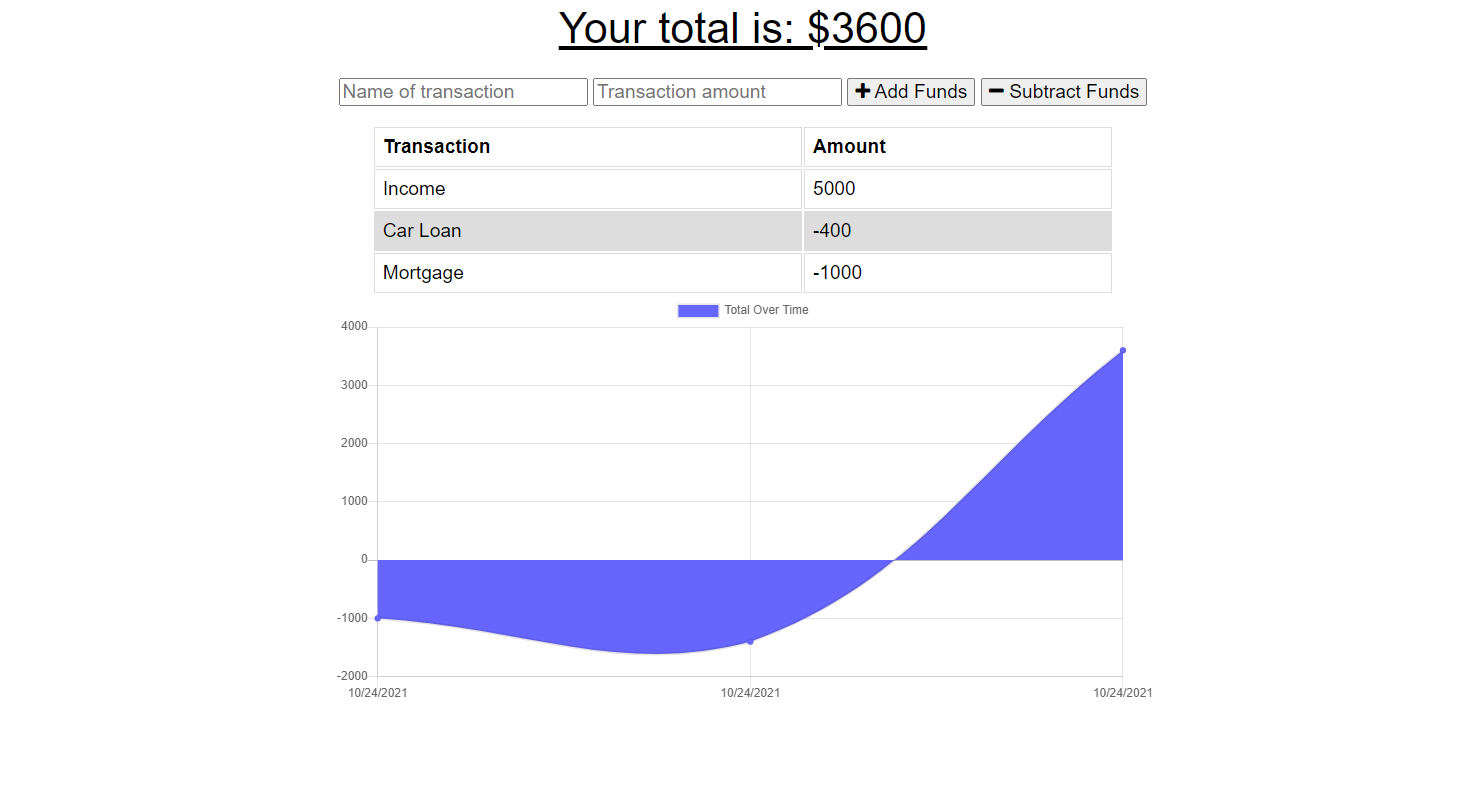 Your total is: $3600
Name of transaction Transaction amount + Add Funds - Subtract Funds
Transaction Amount
Income 5000
Car Loan -400
Mortgage -1000
Total Over Time
4000
3000
2000
1000
0
-1000
-2000
10/24/2021 10/24/2021 10/24/2021